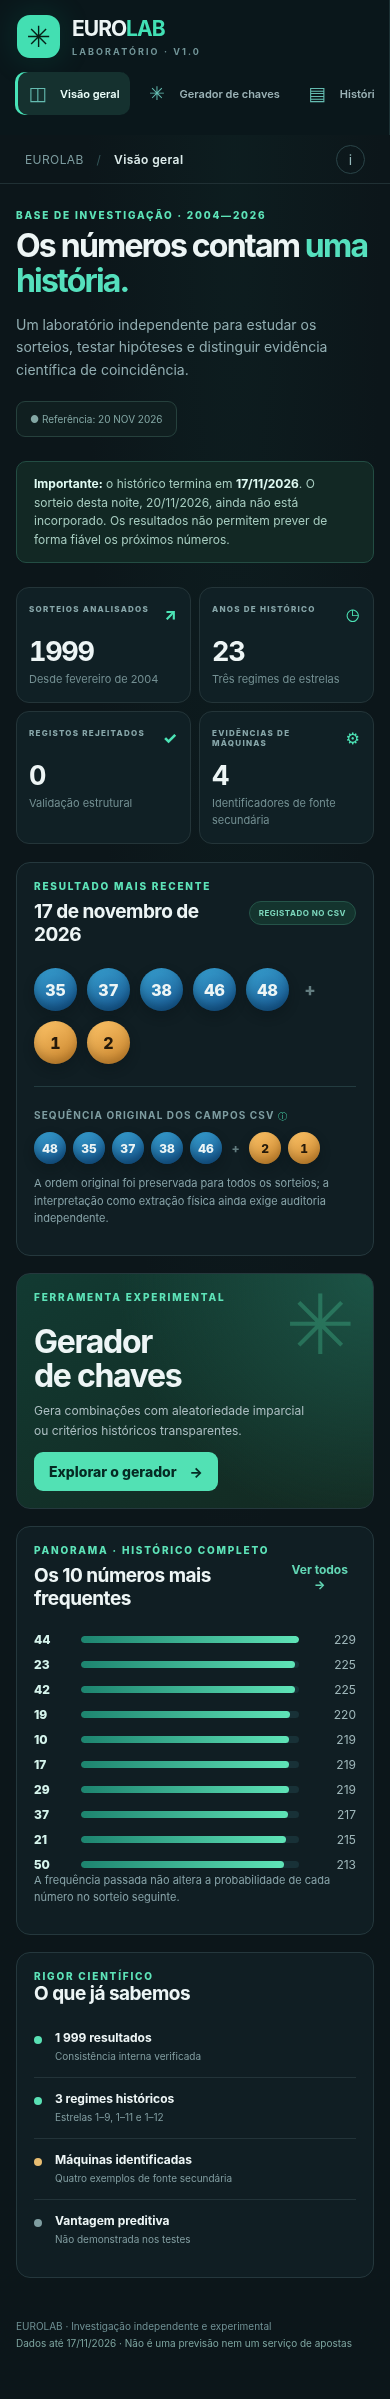 EUROLAB
LABORATÓRIO · V1.0
Visão geral
Gerador de chaves
Históri
EUROLAB / Visão geral
i
BASE DE INVESTIGAÇÃO · 2004—2026
Os números contam uma
história.
Um laboratório independente para estudar os
sorteios, testar hipóteses e distinguir evidência
científica de coincidência.
Referência: 20 NOV 2026
Importante: o histórico termina em 17/11/2026. O
sorteio desta noite, 20/11/2026, ainda não está
incorporado. Os resultados não permitem prever de
forma fiável os próximos números.
SORTEIOS ANALISADOS
1999
Desde fevereiro de 2004
ANOS DE HISTÓRICO
23
Três regimes de estrelas
REGISTOS REJEITADOS
0
Validação estrutural
EVIDÊNCIAS DE
MÁQUINAS
4
Identificadores de fonte
secundária
RESULTADO MAIS RECENTE
17 de novembro de
2026
REGISTADO NO CSV
35 37 38 46 48 +
1 2
SEQUÊNCIA ORIGINAL DOS CAMPOS CSV ⓘ
48 35 37 38 46 + 2 1
A ordem original foi preservada para todos os sorteios; a
interpretação como extração física ainda exige auditoria
independente.
FERRAMENTA EXPERIMENTAL
Gerador
de chaves
Gera combinações com aleatoriedade imparcial
ou critérios históricos transparentes.
Explorar o gerador →
PANORAMA · HISTÓRICO COMPLETO
Os 10 números mais
frequentes
Ver todos
→
44 229
23 225
42 225
19 220
10 219
17 219
29 219
37 217
21 215
50 213
A frequência passada não altera a probabilidade de cada
número no sorteio seguinte.
RIGOR CIENTÍFICO
O que já sabemos
1 999 resultados
Consistência interna verificada
3 regimes históricos
Estrelas 1–9, 1–11 e 1–12
Máquinas identificadas
Quatro exemplos de fonte secundária
Vantagem preditiva
Não demonstrada nos testes
EUROLAB · Investigação independente e experimental
Dados até 17/11/2026 · Não é uma previsão nem um serviço de apostas